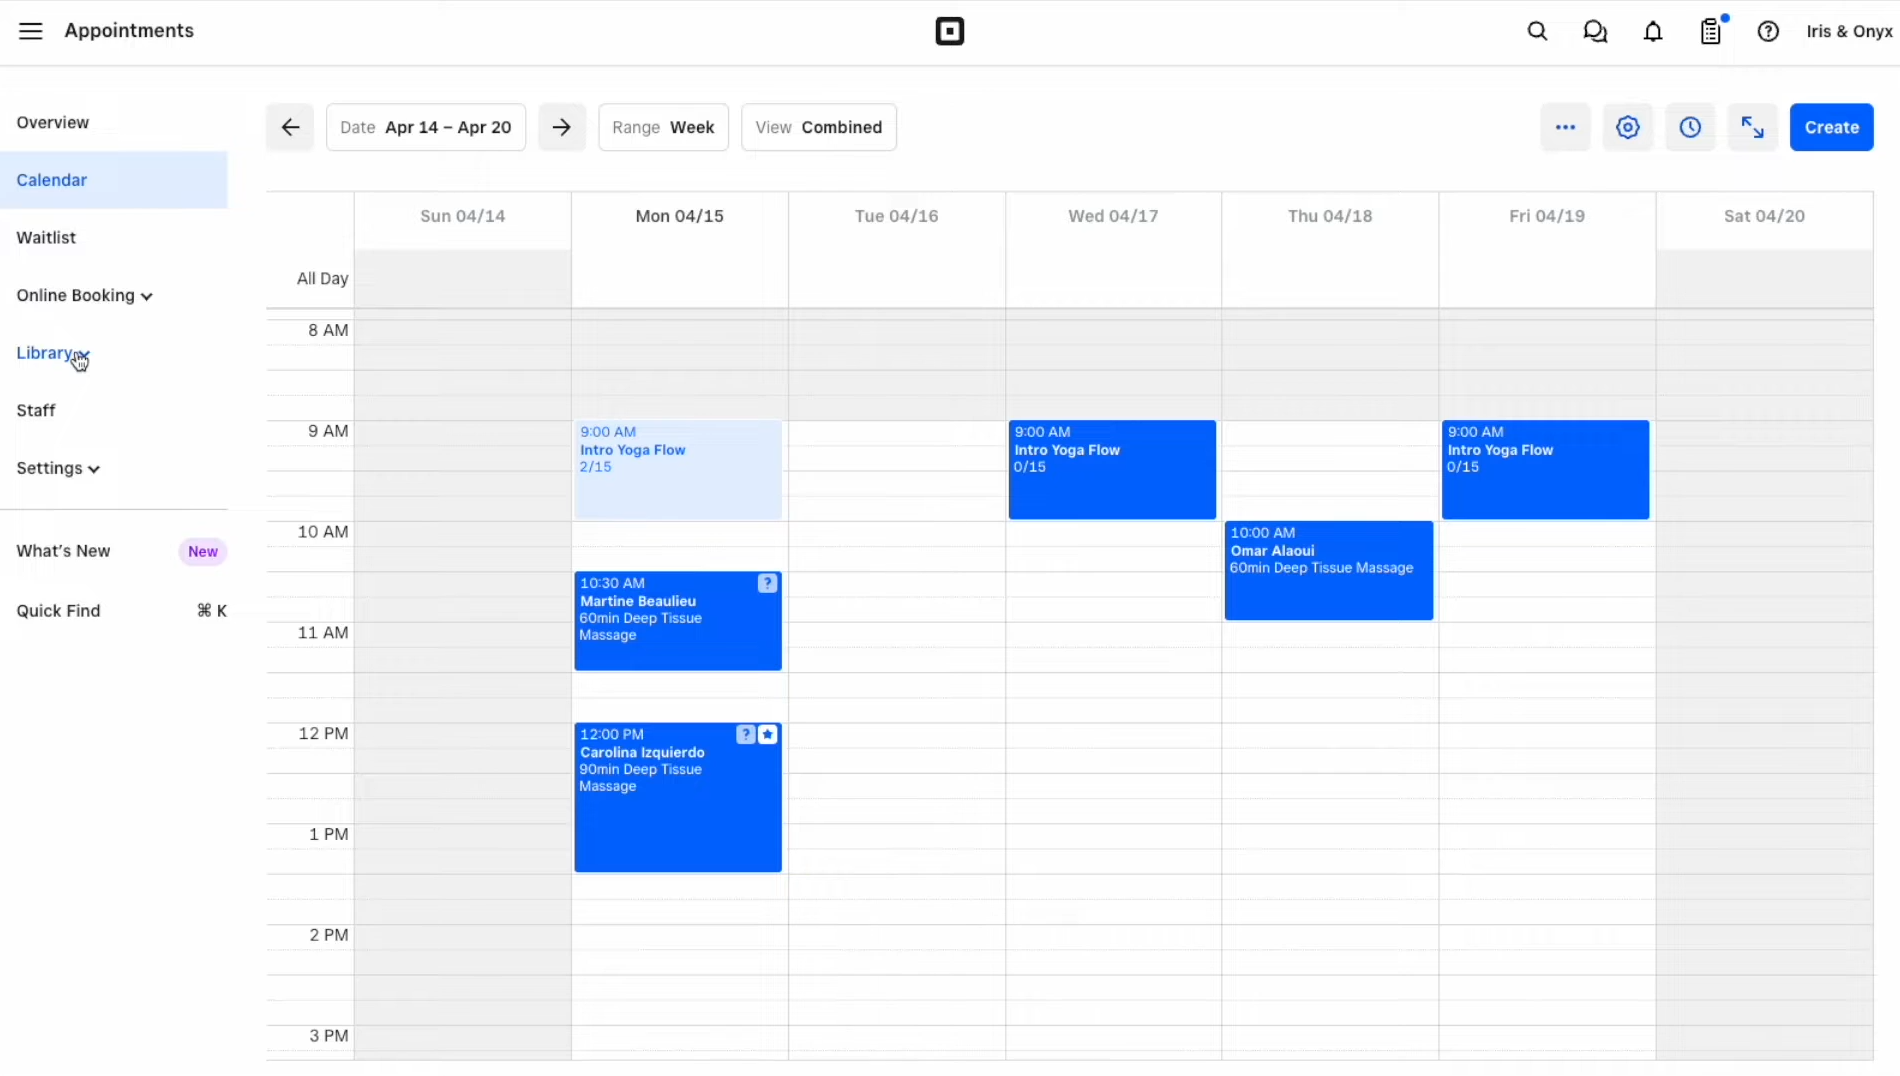 Appointments
Iris & Onyx
Overview
Calendar
Waitlist
Online Booking
Library
Staff
Settings
What's New New
Quick Find ⌘ K
Date Apr 14 – Apr 20
Range Week
View Combined
Create
Sun 04/14 Mon 04/15 Tue 04/16 Wed 04/17 Thu 04/18 Fri 04/19 Sat 04/20
All Day
8 AM
9 AM
10 AM
11 AM
12 PM
1 PM
2 PM
3 PM
9:00 AM
Intro Yoga Flow
2/15
10:30 AM ?
Martine Beaulieu
60min Deep Tissue
Massage
12:00 PM ?
Carolina Izquierdo
90min Deep Tissue
Massage
9:00 AM
Intro Yoga Flow
0/15
10:00 AM
Omar Alaoui
60min Deep Tissue Massage
9:00 AM
Intro Yoga Flow
0/15